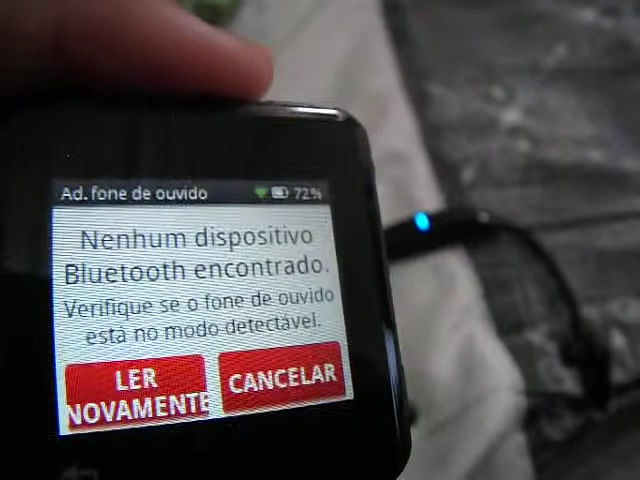 Ad. fone de ouvido 72%
Nenhum dispositivo
Bluetooth encontrado.
Verifique se o fone de ouvido
está no modo detectável.
LER
NOVAMENTE
CANCELAR